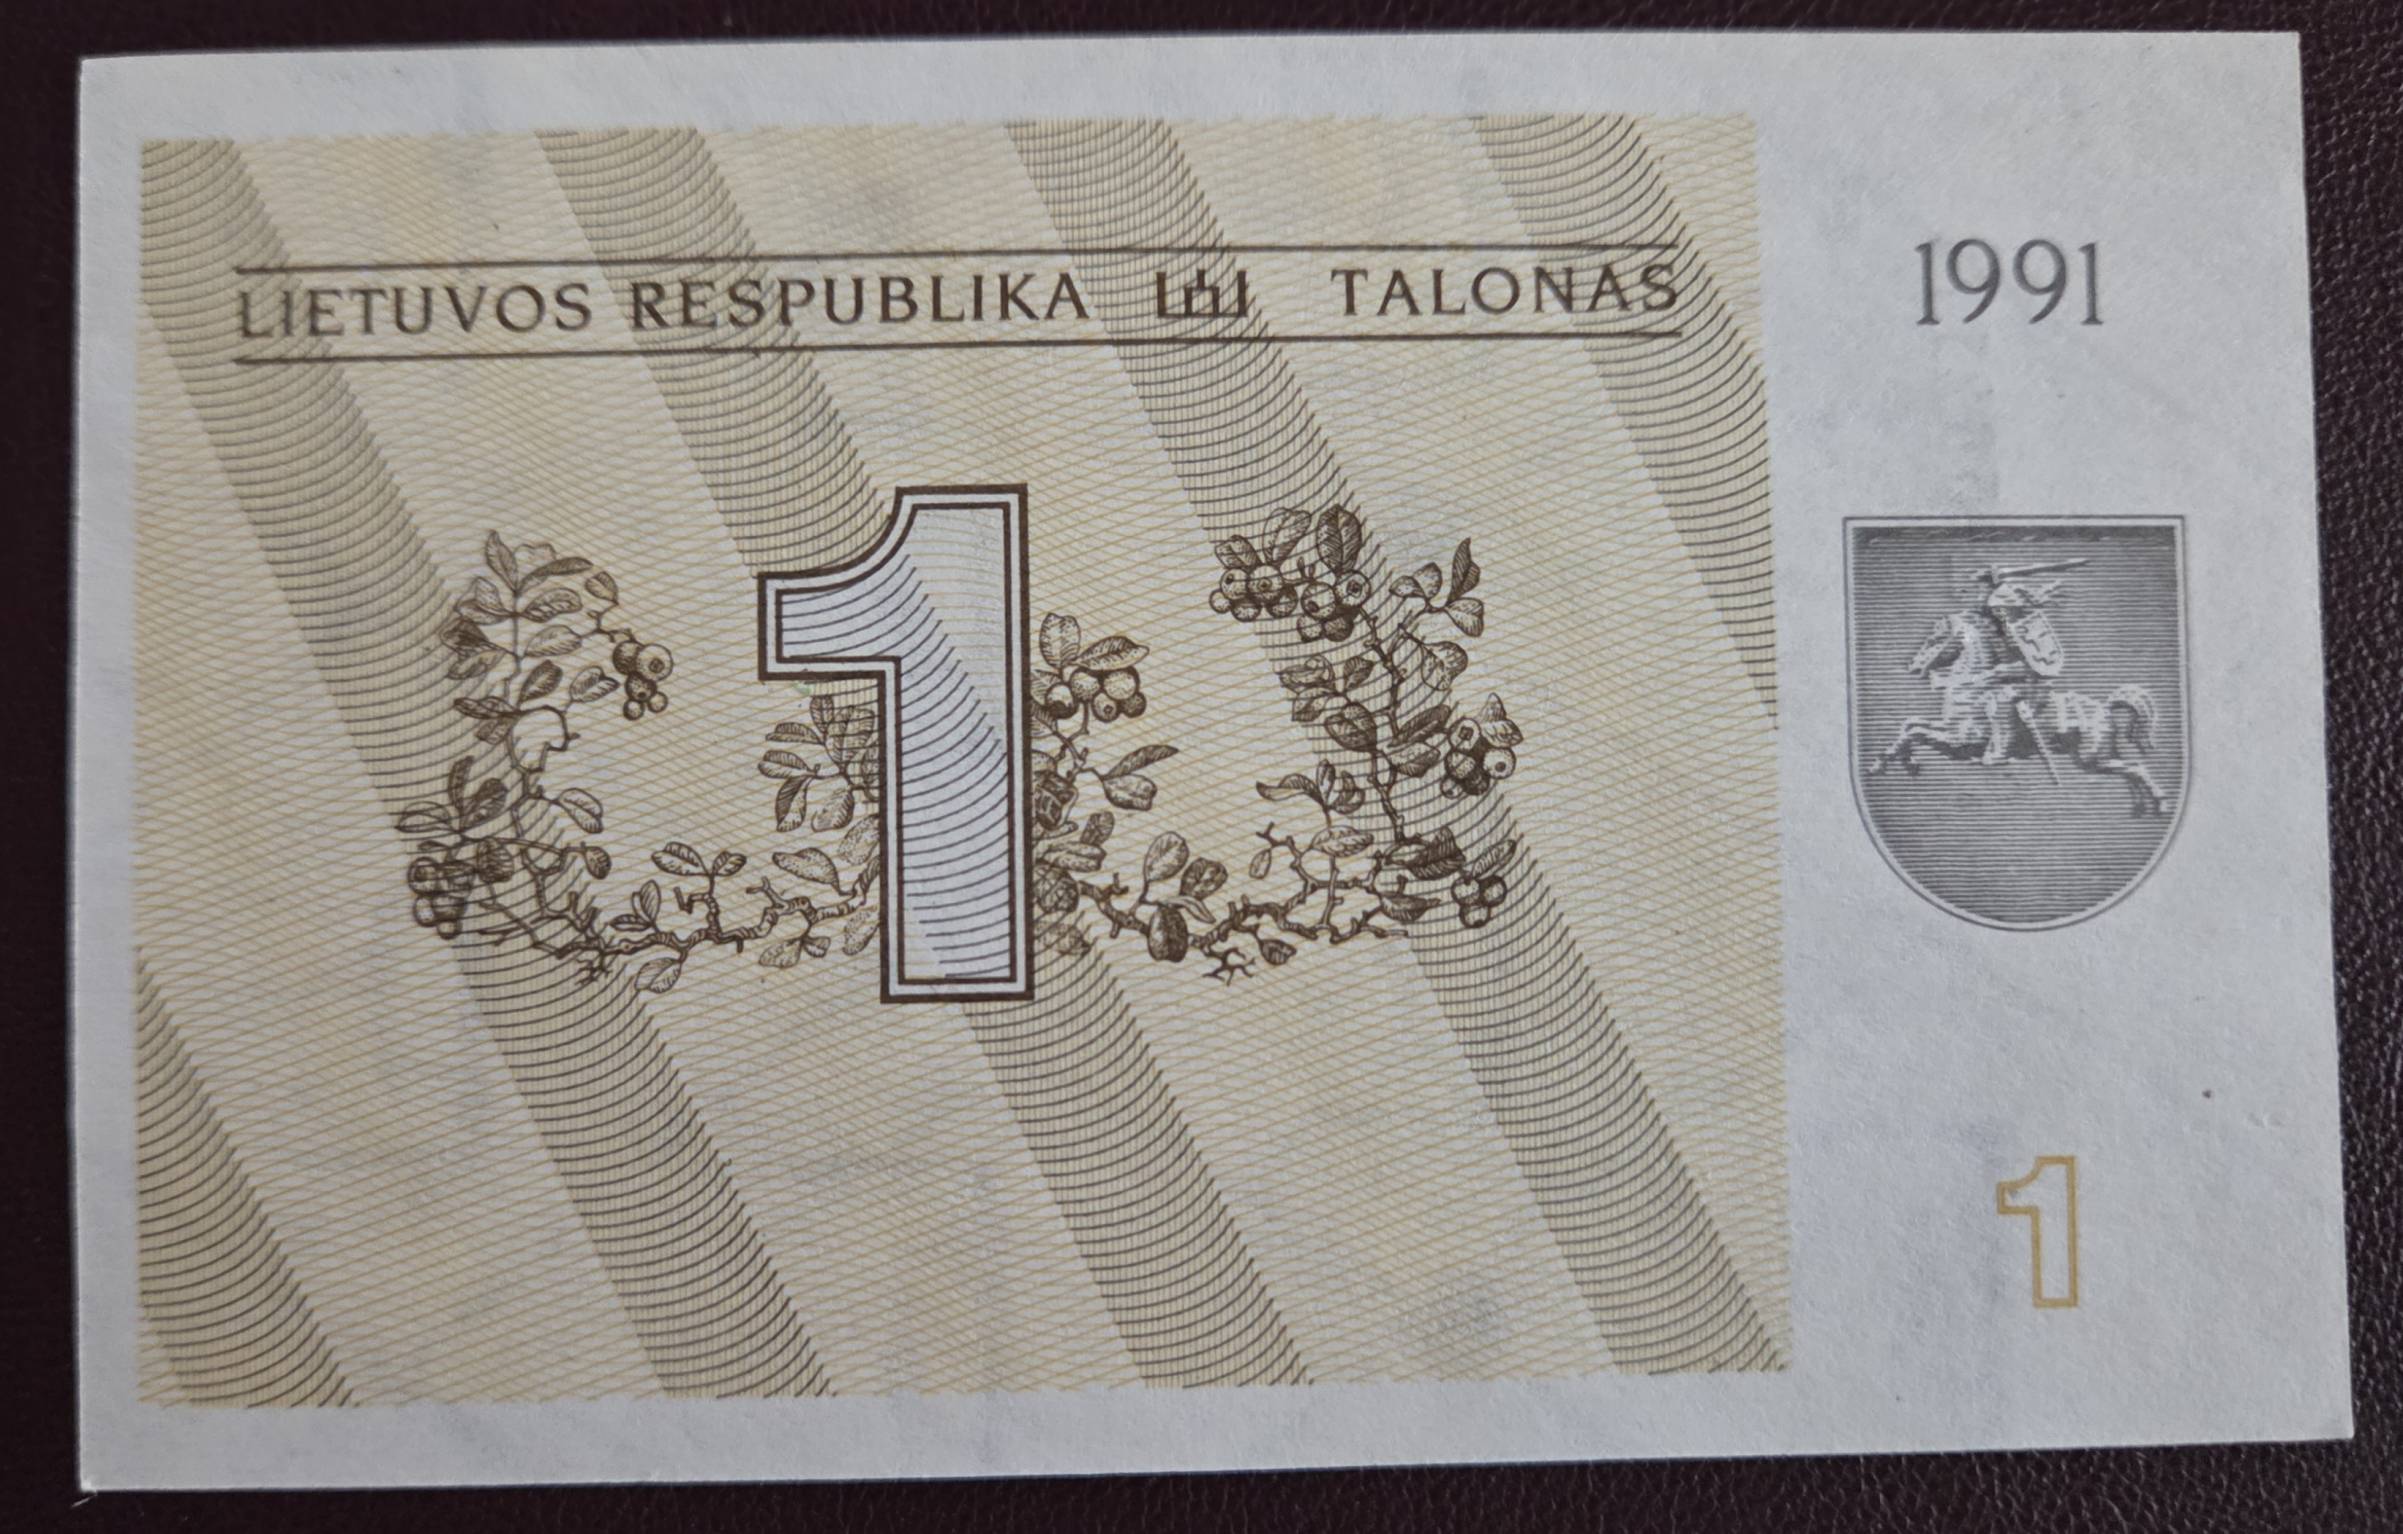 LIETUVOS RESPUBLIKA TALONAS
1991
1
1